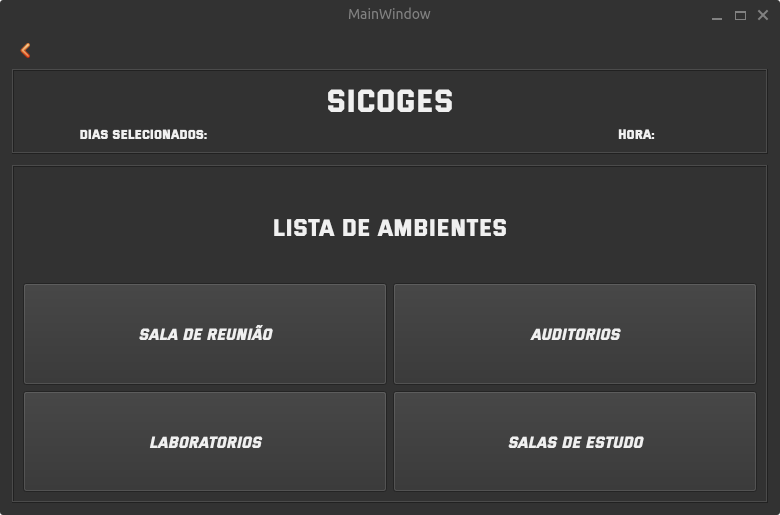 MainWindow
SICOGES
DIAS SELECIONADOS: HORA:
LISTA DE AMBIENTES
SALA DE REUNIÃO AUDITORIOS
LABORATORIOS SALAS DE ESTUDO